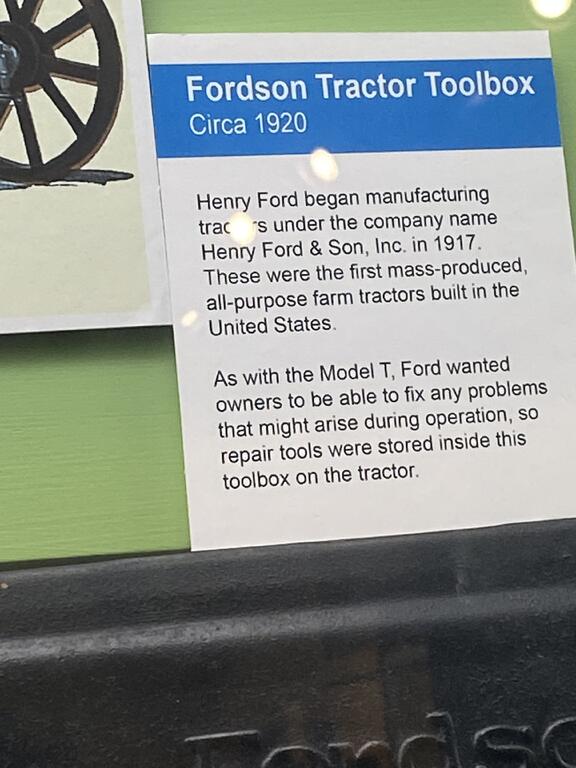 Fordson Tractor Toolbox
Circa 1920
Henry Ford began manufacturing
tractors under the company name
Henry Ford & Son, Inc. in 1917.
These were the first mass-produced,
all-purpose farm tractors built in the
United States.
As with the Model T, Ford wanted
owners to be able to fix any problems
that might arise during operation, so
repair tools were stored inside this
toolbox on the tractor.
Fordso